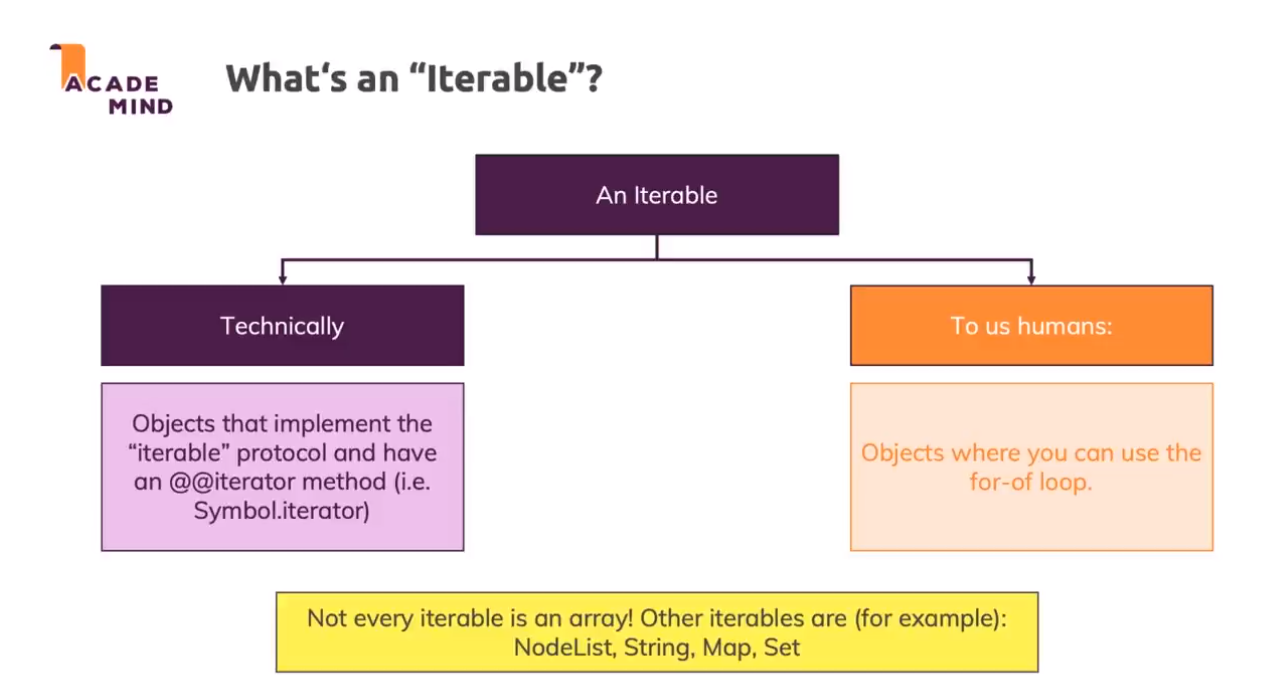 ACADE
MIND
What‘s an “Iterable”?
An Iterable
Technically
To us humans:
Objects that implement the
“iterable” protocol and have
an @@iterator method (i.e.
Symbol.iterator)
Objects where you can use the
for-of loop.
Not every iterable is an array! Other iterables are (for example):
NodeList, String, Map, Set